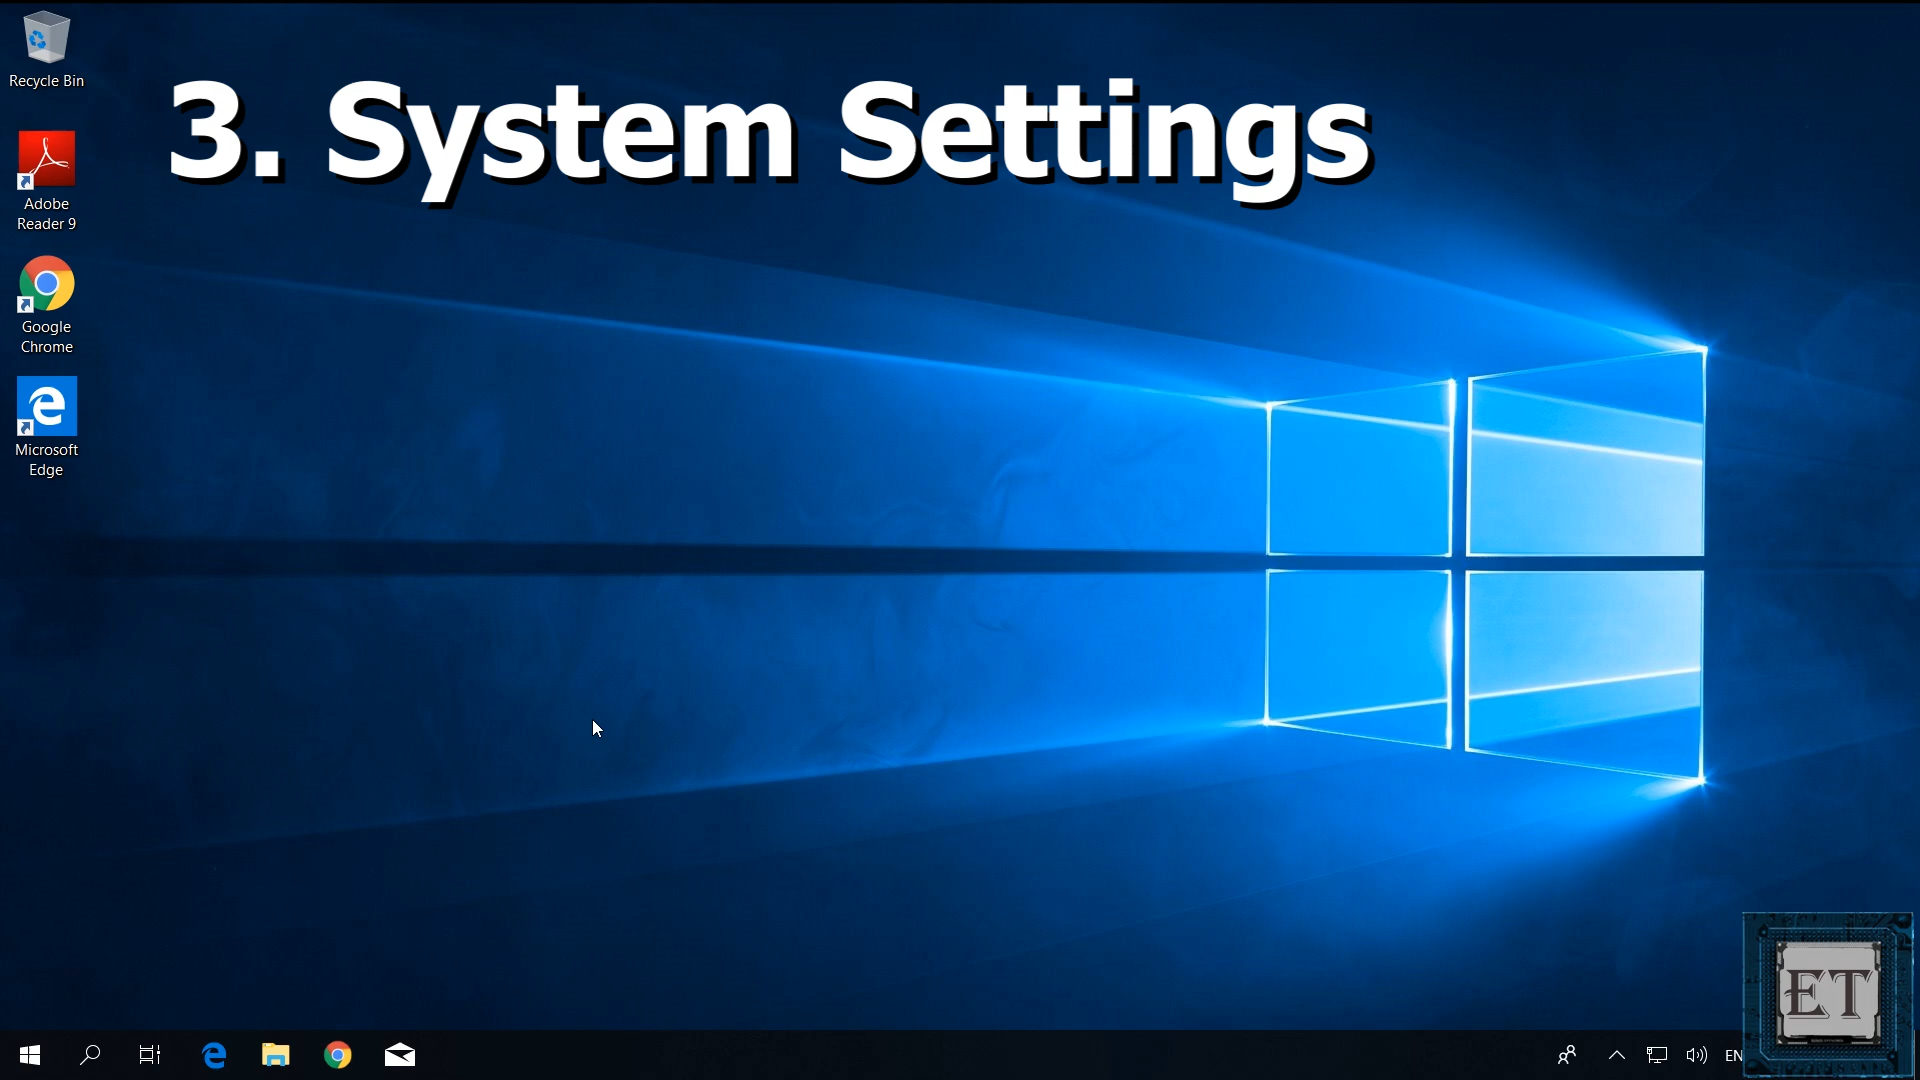 3. System Settings
Recycle Bin
Adobe
Reader 9
Google
Chrome
Microsoft
Edge
EN
ET